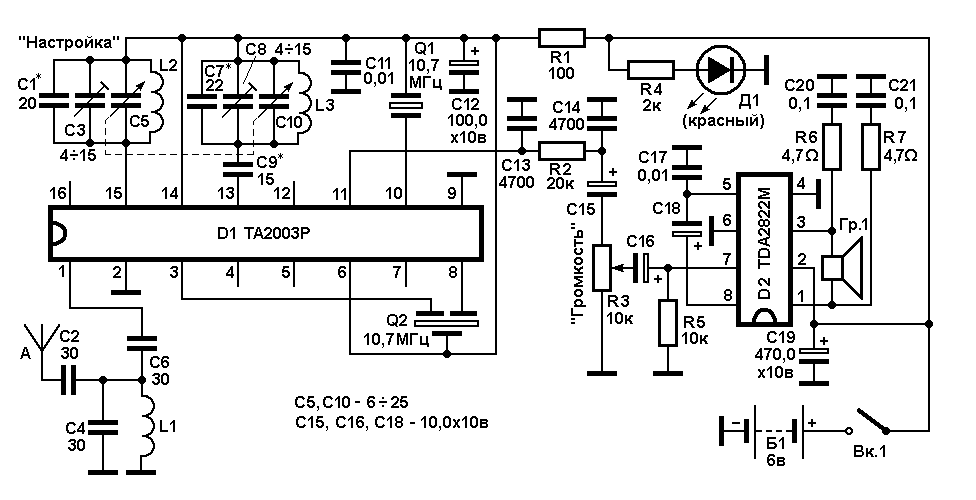 "Настройка"
C1*
20
C3
4÷15
C5
L2
C7*
22
C8
4÷15
C10
L3
C9*
15
C11
0,01
Q1
10,7
МГц
+
C12
100,0
x10в
R1
100
R4
2к
Д1
(красный)
C13
4700
C14
4700
R2
20к
C15
+
"Громкость"
R3
10к
C16
+
R5
10к
C17
0,01
C18
+
C20
0,1
C21
0,1
R6
4,7Ω
R7
4,7Ω
Гр.1
16
15
14
13
12
11
10
9
D1 TA2003P
1
2
3
4
5
6
7
8
5
6
7
8
D2 TDA2822M
4
3
2
1
C19
470,0
x10в
+
Q2
10,7МГц
A
C2
30
C6
30
C4
30
L1
C5, C10 - 6÷25
C15, C16, C18 - 10,0x10в
-
+
Б1
6в
Вк.1